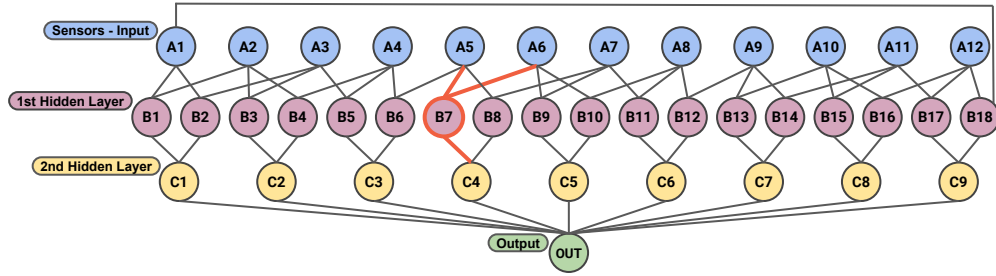 Sensors - Input
A1 A2 A3 A4 A5 A6 A7 A8 A9 A10 A11 A12
1st Hidden Layer
B1 B2 B3 B4 B5 B6 B7 B8 B9 B10 B11 B12 B13 B14 B15 B16 B17 B18
2nd Hidden Layer
C1 C2 C3 C4 C5 C6 C7 C8 C9
Output
OUT